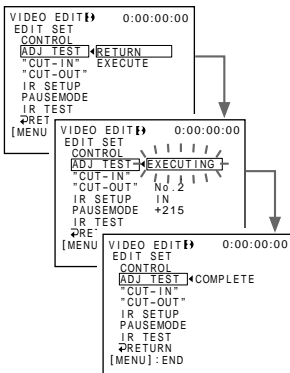 VIDEO EDIT 0:00:00:00
EDIT SET
CONTROL
ADJ TEST RETURN
"CUT-IN" EXECUTE
"CUT-OUT"
IR SETUP
PAUSEMODE
IR TEST
RET
[MENU
VIDEO EDIT 0:00:00:00
EDIT SET
CONTROL
ADJ TEST EXECUTING
"CUT-IN"
"CUT-OUT" No.2
IR SETUP IN
PAUSEMODE +215
IR TEST
RE
[MENU
VIDEO EDIT 0:00:00:00
EDIT SET
CONTROL
ADJ TEST COMPLETE
"CUT-IN"
"CUT-OUT"
IR SETUP
PAUSEMODE
IR TEST
RETURN
[MENU]:END